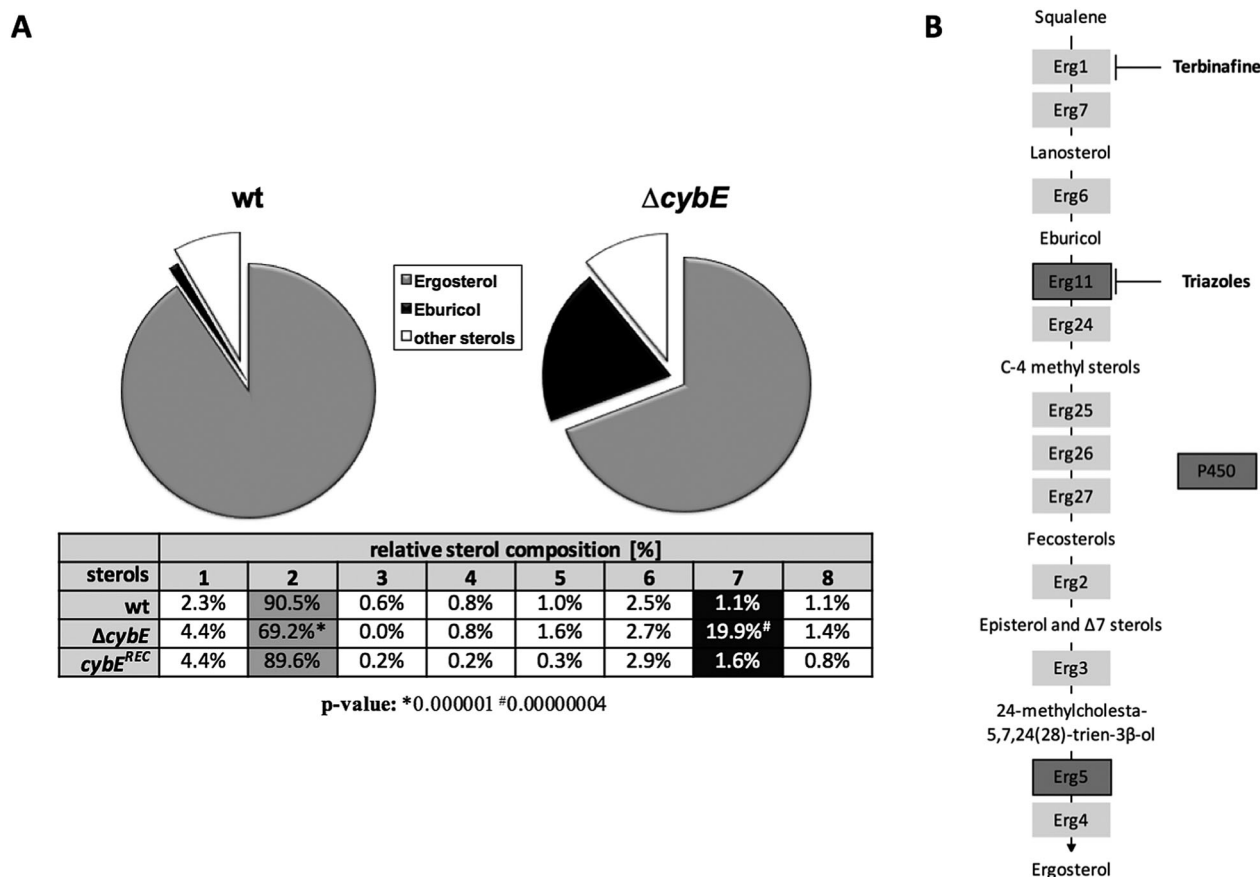 A
wt
ΔcybE
Ergosterol
Eburicol
other sterols
relative sterol composition [%]
sterols 1 2 3 4 5 6 7 8
wt 2.3% 90.5% 0.6% 0.8% 1.0% 2.5% 1.1% 1.1%
ΔcybE 4.4% 69.2%* 0.0% 0.8% 1.6% 2.7% 19.9%# 1.4%
cybE^REC 4.4% 89.6% 0.2% 0.2% 0.3% 2.9% 1.6% 0.8%
p-value: *0.000001 #0.00000004
B
Squalene
Erg1 Terbinafine
Erg7
Lanosterol
Erg6
Eburicol
Erg11 Triazoles
Erg24
C-4 methyl sterols
Erg25
Erg26
P450
Erg27
Fecosterols
Erg2
Episterol and Δ7 sterols
Erg3
24-methylcholesta-
5,7,24(28)-trien-3β-ol
Erg5
Erg4
Ergosterol